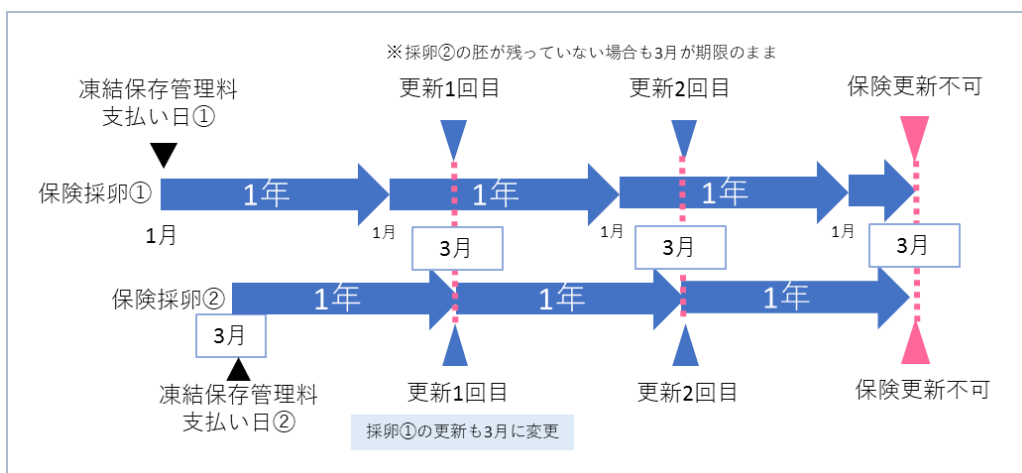 ※採卵②の胚が残っていない場合も3月が期限のまま
凍結保存管理料
支払い日①
更新1回目
更新2回目
保険更新不可
保険採卵①
1年
1年
1年
1月
1月
1月
1月
3月
3月
3月
保険採卵②
1年
1年
1年
3月
凍結保存管理料
支払い日②
更新1回目
更新2回目
保険更新不可
採卵①の更新も3月に変更